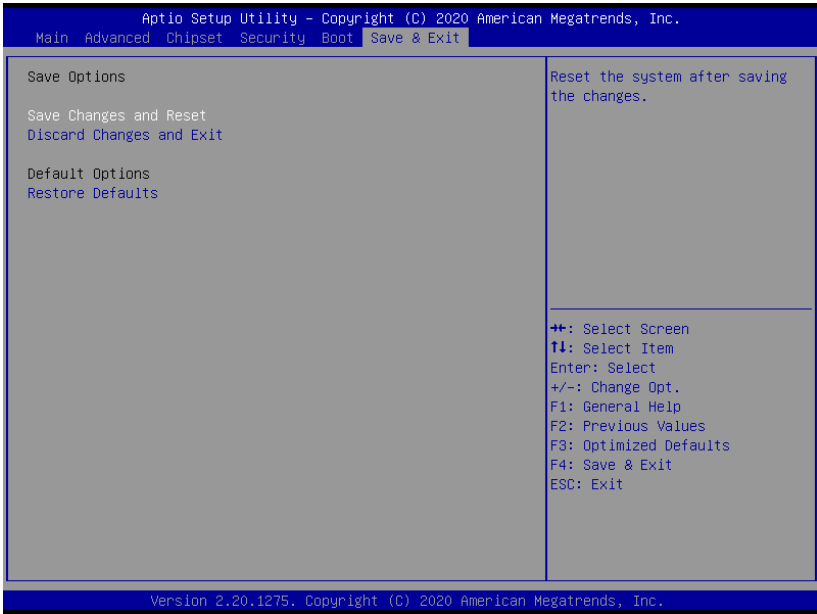 Aptio Setup Utility – Copyright (C) 2020 American Megatrends, Inc.
Main Advanced Chipset Security Boot Save & Exit
Save Options
Save Changes and Reset
Discard Changes and Exit
Default Options
Restore Defaults
Reset the system after saving
the changes.
→←: Select Screen
↑↓: Select Item
Enter: Select
+/-: Change Opt.
F1: General Help
F2: Previous Values
F3: Optimized Defaults
F4: Save & Exit
ESC: Exit
Version 2.20.1275. Copyright (C) 2020 American Megatrends, Inc.